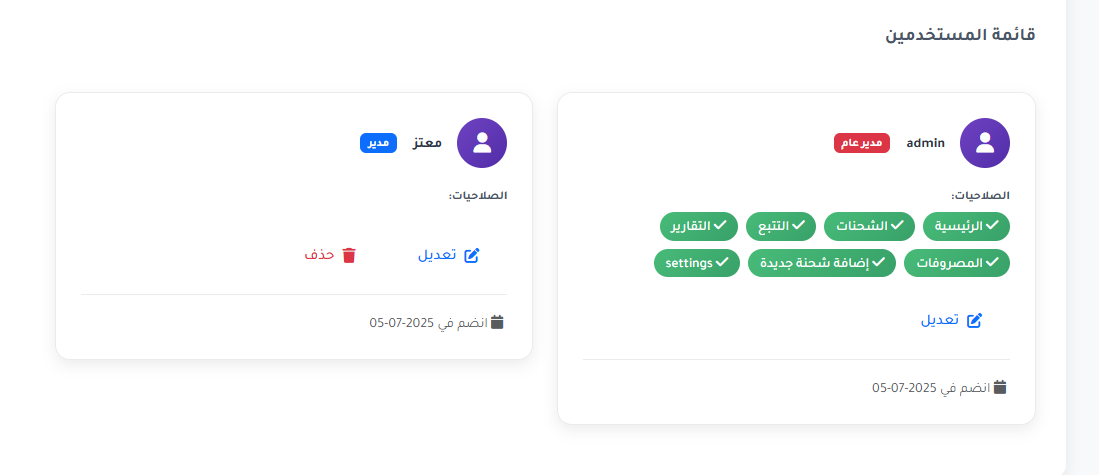 قائمة المستخدمين
admin مدير عام
الصلاحيات:
الرئيسية الشحنات التتبع التقارير
المصروفات إضافة شحنة جديدة settings
تعديل
انضم في 2025-07-05
معتز مدير
الصلاحيات:
تعديل حذف
انضم في 2025-07-05